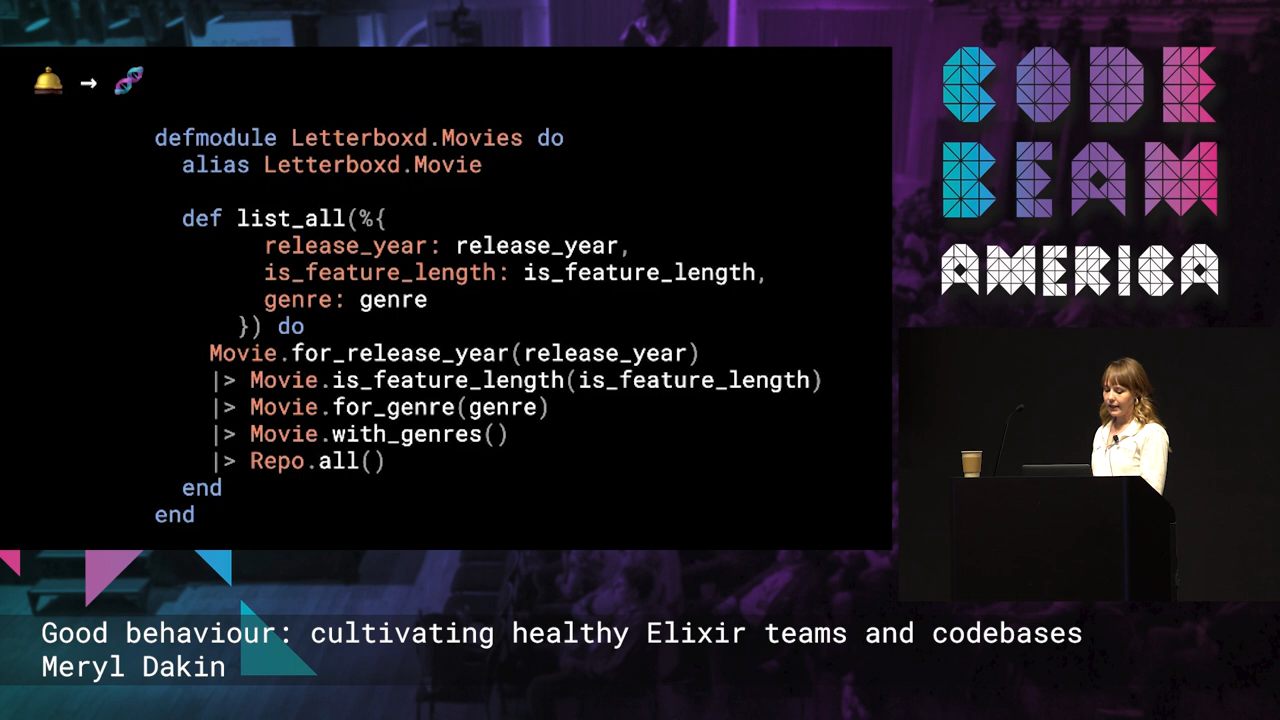 🛎️ → 🧬
defmodule Letterboxd.Movies do
  alias Letterboxd.Movie

  def list_all(%{
        release_year: release_year,
        is_feature_length: is_feature_length,
        genre: genre
      }) do
    Movie.for_release_year(release_year)
    |> Movie.is_feature_length(is_feature_length)
    |> Movie.for_genre(genre)
    |> Movie.with_genres()
    |> Repo.all()
  end
end
CODE
BEAM
AMERICA
Good behaviour: cultivating healthy Elixir teams and codebases
Meryl Dakin